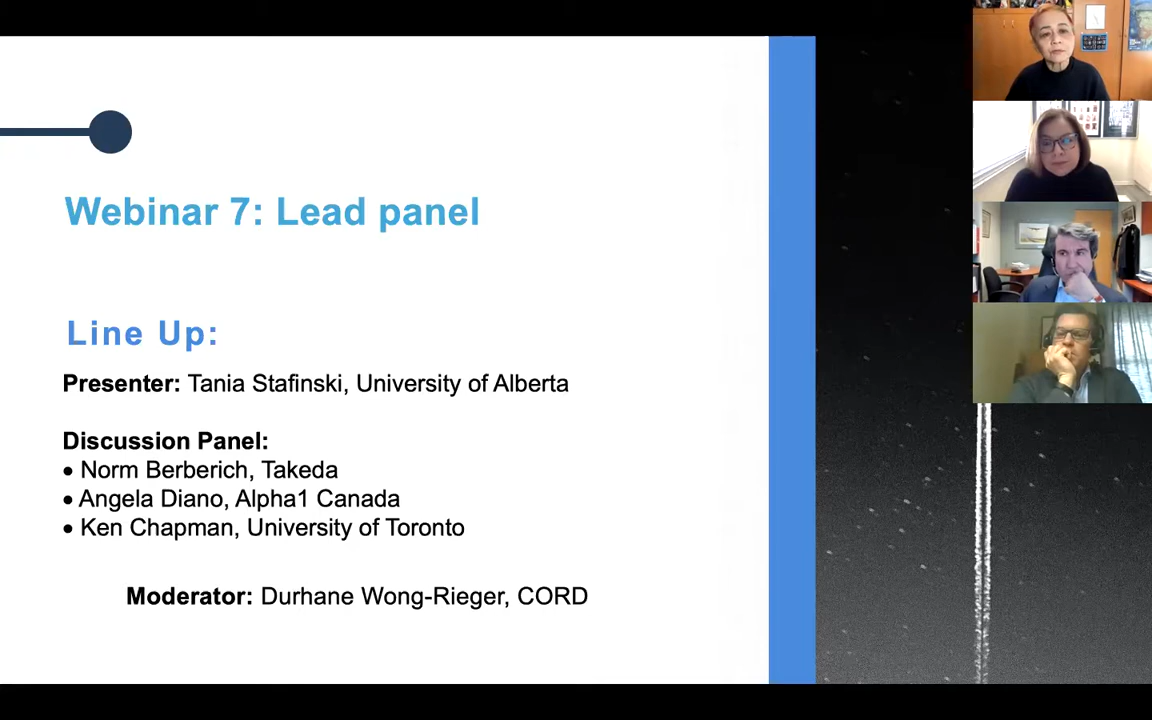 Webinar 7: Lead panel
Line Up:
Presenter: Tania Stafinski, University of Alberta
Discussion Panel:
• Norm Berberich, Takeda
• Angela Diano, Alpha1 Canada
• Ken Chapman, University of Toronto
Moderator: Durhane Wong-Rieger, CORD